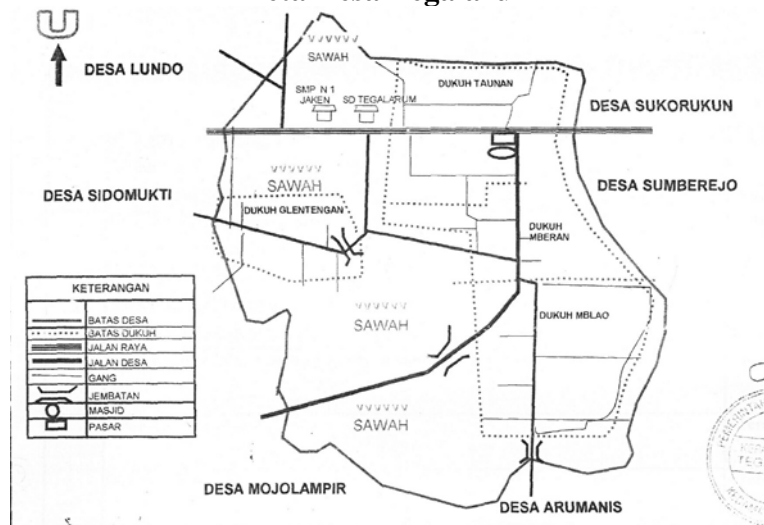 U
DESA LUNDO
SAWAH
DUKUH TAUNAN
SMP N 1
JAKEN
SD TEGALARUM
DESA SUKORUKUN
SAWAH
DESA SIDOMUKTI
DESA SUMBEREJO
DUKUH GLENTENGAN
DUKUH
MBERAN
KETERANGAN
BATAS DESA
BATAS DUKUH
JALAN RAYA
JALAN DESA
GANG
JEMBATAN
MASJID
PASAR
SAWAH
DUKUH MBLAO
SAWAH
DESA MOJOLAMPIR
DESA ARUMANIS